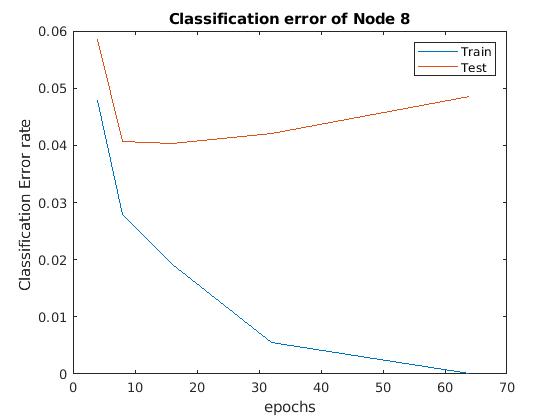 Classification error of Node 8
Train
Test
0.06
0.05
0.04
0.03
0.02
0.01
0
Classification Error rate
0 10 20 30 40 50 60 70
epochs